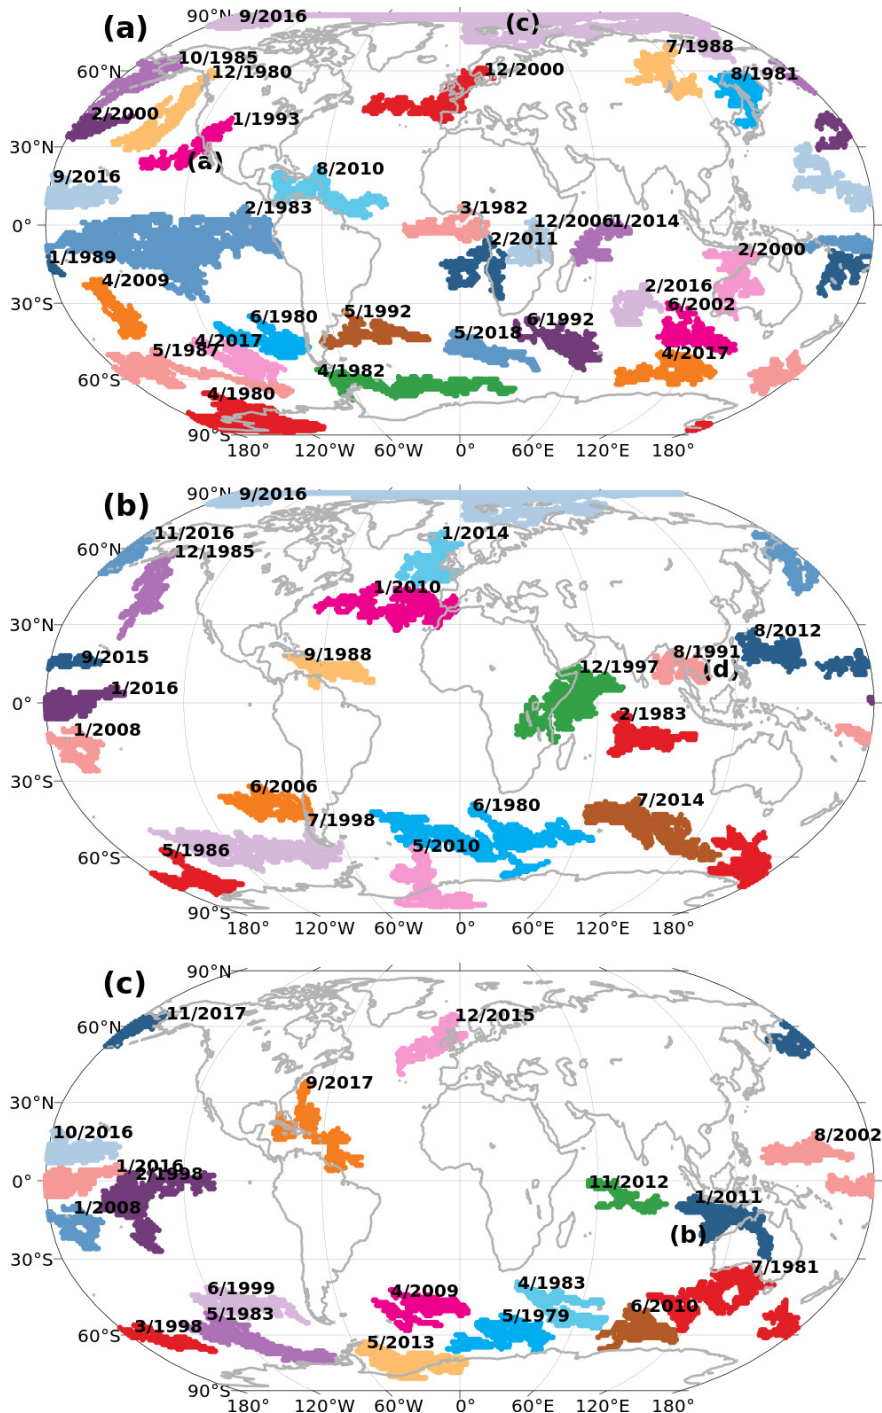 (a)
90°N
9/2016
(c)
10/1985
7/1988
60°N
12/1980
12/2000
8/1981
2/2000
1/1993
30°N
(a)
9/2016
8/2010
2/1983
3/1982
0°
12/2006
1/2014
2/2011
1/1989
2/2000
4/2009
2/2016
30°S
6/1980
5/1992
6/1992
6/2002
4/2017
5/2018
5/1987
4/2017
4/1982
60°S
4/1980
90°S
180° 120°W 60°W 0° 60°E 120°E 180°
(b)
90°N
9/2016
11/2016
1/2014
60°N
12/1985
1/2010
30°N
8/2012
9/2015
9/1988
8/1991
12/1997
(d)
1/2016
0°
1/2008
2/1983
30°S
6/2006
7/2014
7/1998
6/1980
5/1986
5/2010
60°S
90°S
180° 120°W 60°W 0° 60°E 120°E 180°
(c)
90°N
11/2017
12/2015
60°N
9/2017
30°N
10/2016
8/2002
1/2016
2/1998
0°
11/2012
1/2008
1/2011
(b)
30°S
7/1981
6/1999
4/2009
4/1983
5/1983
5/1979
6/2010
3/1998
60°S
5/2013
90°S
180° 120°W 60°W 0° 60°E 120°E 180°